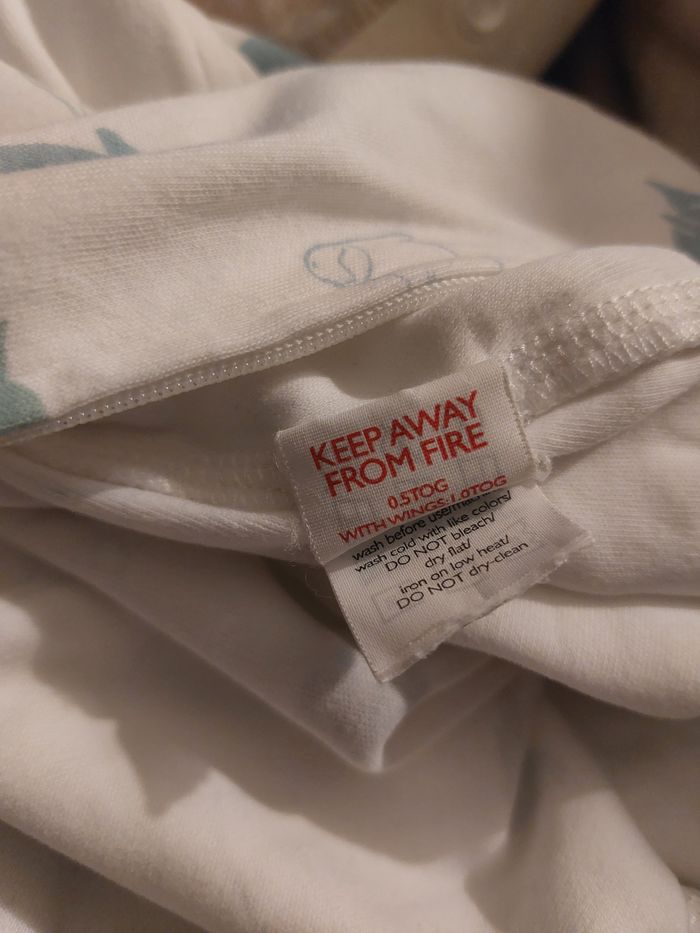 KEEP AWAY
FROM FIRE
0.5TOG
WITH WINGS:1.0TOG
wash before use/
wash cold with like colors/
DO NOT bleach/
dry flat/
iron on low heat/
DO NOT dry-clean